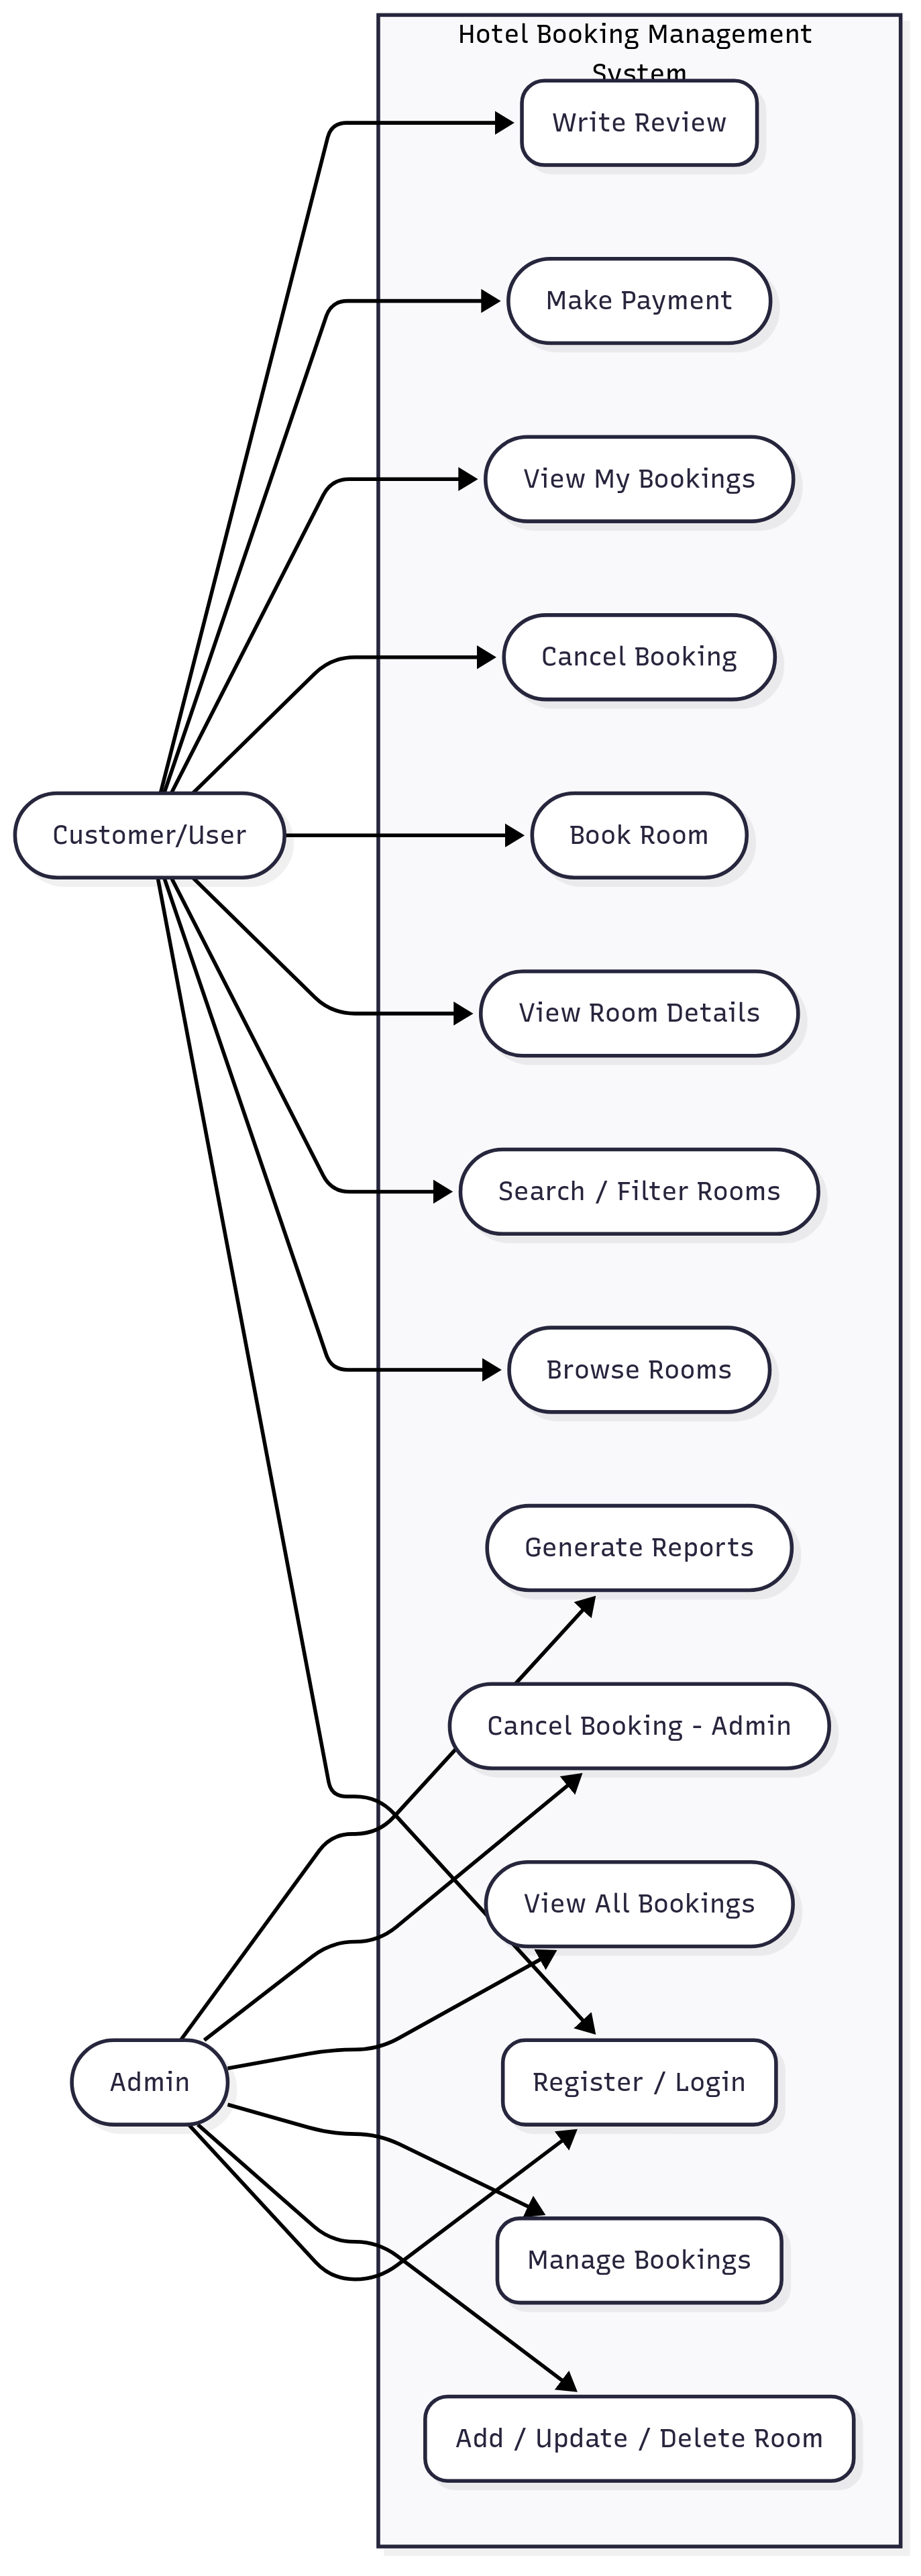 Hotel Booking Management
System
Write Review
Make Payment
View My Bookings
Cancel Booking
Customer/User
Book Room
View Room Details
Search / Filter Rooms
Browse Rooms
Generate Reports
Cancel Booking - Admin
View All Bookings
Admin
Register / Login
Manage Bookings
Add / Update / Delete Room